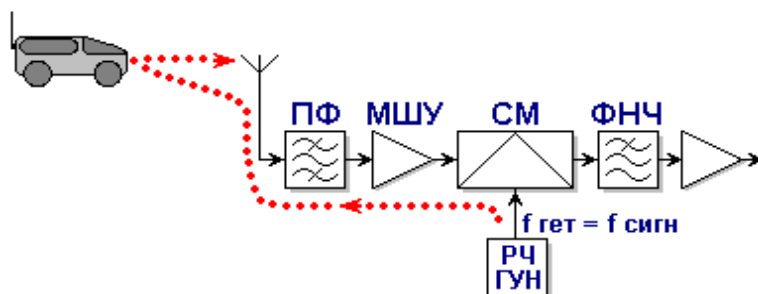 ПФ МШУ СМ ФНЧ
f гет = f сигн
РЧ
ГУН